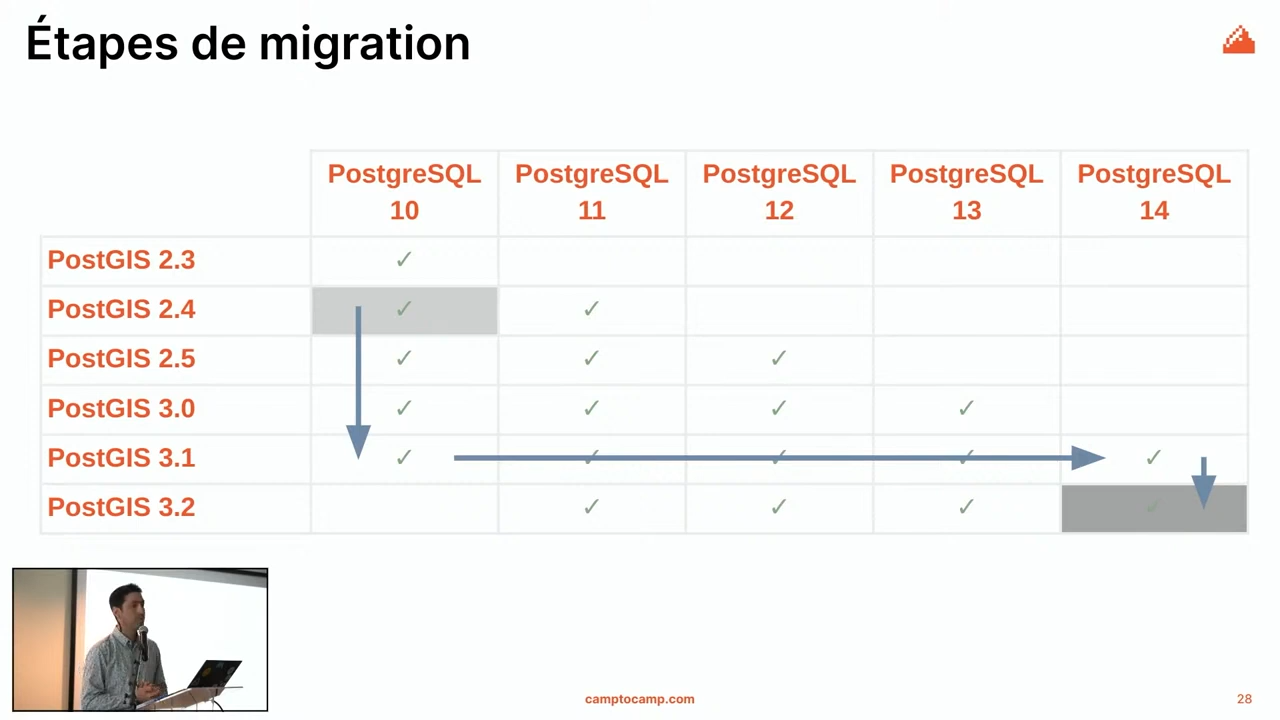 Étapes de migration
PostgreSQL 10
PostgreSQL 11
PostgreSQL 12
PostgreSQL 13
PostgreSQL 14
PostGIS 2.3 ✓
PostGIS 2.4 ✓ ✓
PostGIS 2.5 ✓ ✓ ✓
PostGIS 3.0 ✓ ✓ ✓ ✓
PostGIS 3.1 ✓ ✓ ✓ ✓ ✓
PostGIS 3.2 ✓ ✓ ✓ ✓
camptocamp.com
28